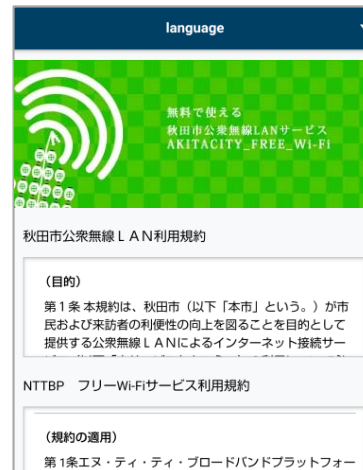 language
無料で使える
秋田市公衆無線LANサービス
AKITACITY_FREE_Wi-Fi
秋田市公衆無線ＬＡＮ利用規約
（目的）
第１条 本規約は、秋田市（以下「本市」という。）が市
民および来訪者の利便性の向上を図ることを目的として
提供する公衆無線ＬＡＮによるインターネット接続サー
NTTBP　フリーWi-Fiサービス利用規約
（規約の適用）
第 1条エヌ・ティ・ティ・ブロードバンドプラットフォー